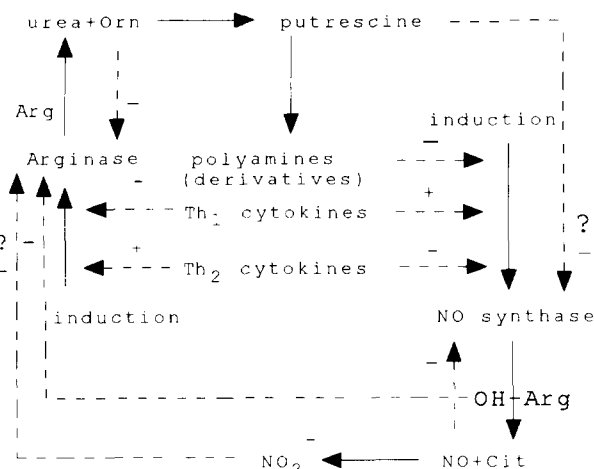 urea+Orn
putrescine
Arg
−
induction
Arginase
polyamines
(derivatives)
−
−
Th1 cytokines
+
?
−
?
−
+
Th2 cytokines
−
−
induction
NO synthase
−
OH-Arg
NO2−
NO+Cit